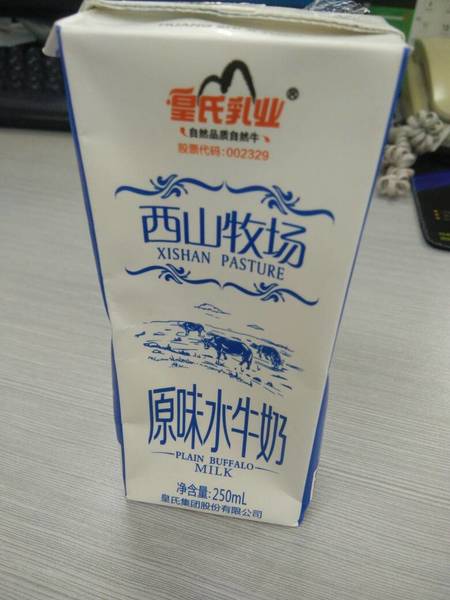 皇氏乳业®
自然品质自然牛
股票代码:002329
西山牧场
XISHAN PASTURE
原味水牛奶
PLAIN BUFFALO
MILK
净含量:250mL
皇氏集团股份有限公司